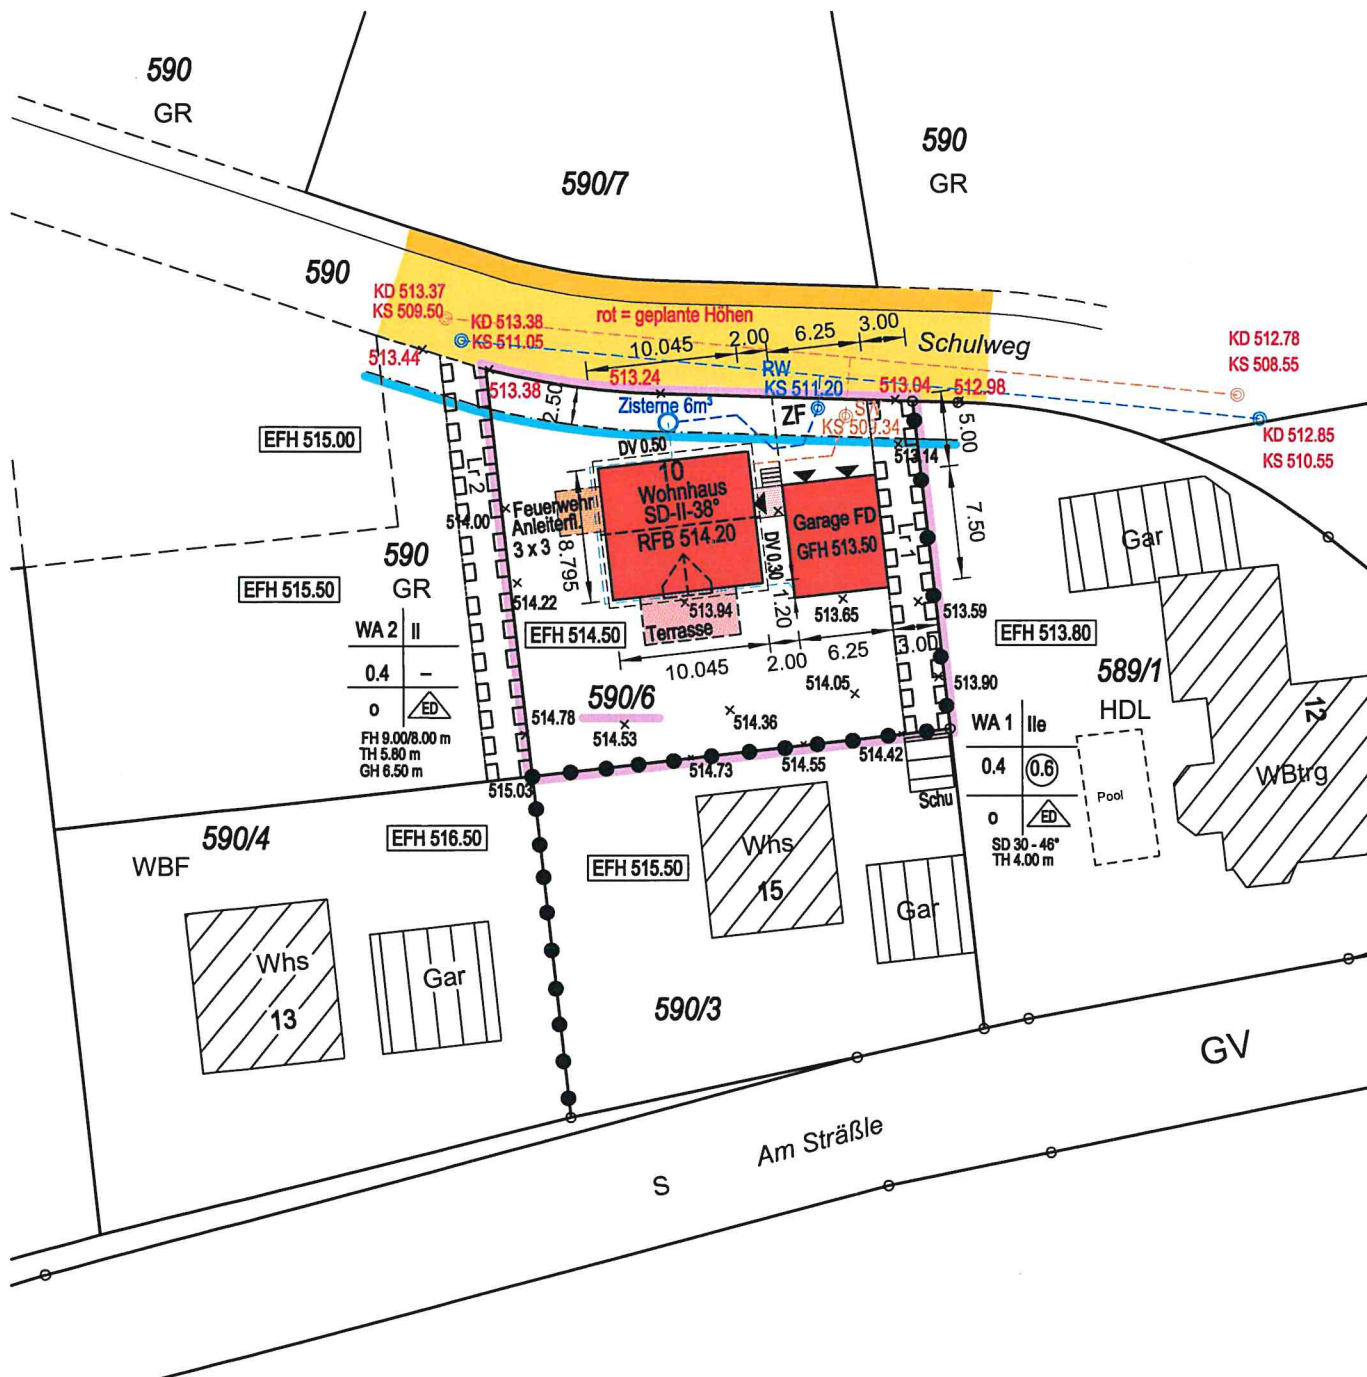 590
GR
590/7
590
GR
590
KD 513.37
KS 509.50
KD 513.38
KS 511.05
rot = geplante Höhen
10.045
2.00
6.25
3.00
Schulweg
KD 512.78
KS 508.55
513.44
513.38
513.24
RW
KS 511.20
513.04
512.98
2.50
Zisterne 6m³
ZF
SW
KS 509.34
5.00
KD 512.85
KS 510.55
EFH 515.00
DV 0.50
513.14
Lr 2
10
Wohnhaus
SD-II-38°
RFB 514.20
Feuerwehr
Anleiterfl.
3 x 3
514.00
8.795
Garage FD
GFH 513.50
DV 0.30
Lr 1
7.50
Gar
590
GR
EFH 515.50
514.22
513.94
Terrasse
1.20
513.65
513.59
EFH 514.50
EFH 513.80
WA 2
II
0.4
–
o
ED
FH 9.00/8.00 m
TH 5.80 m
GH 6.50 m
10.045
2.00
6.25
3.00
589/1
HDL
590/6
514.05
513.90
514.78
514.53
514.36
12
WA 1
IIe
0.4
0.6
o
ED
SD 30 - 46°
TH 4.00 m
Pool
WBtrg
515.03
514.73
514.55
514.42
Schu
590/4
WBF
EFH 516.50
EFH 515.50
Whs
15
Gar
Whs
13
Gar
590/3
GV
Am Sträßle
S